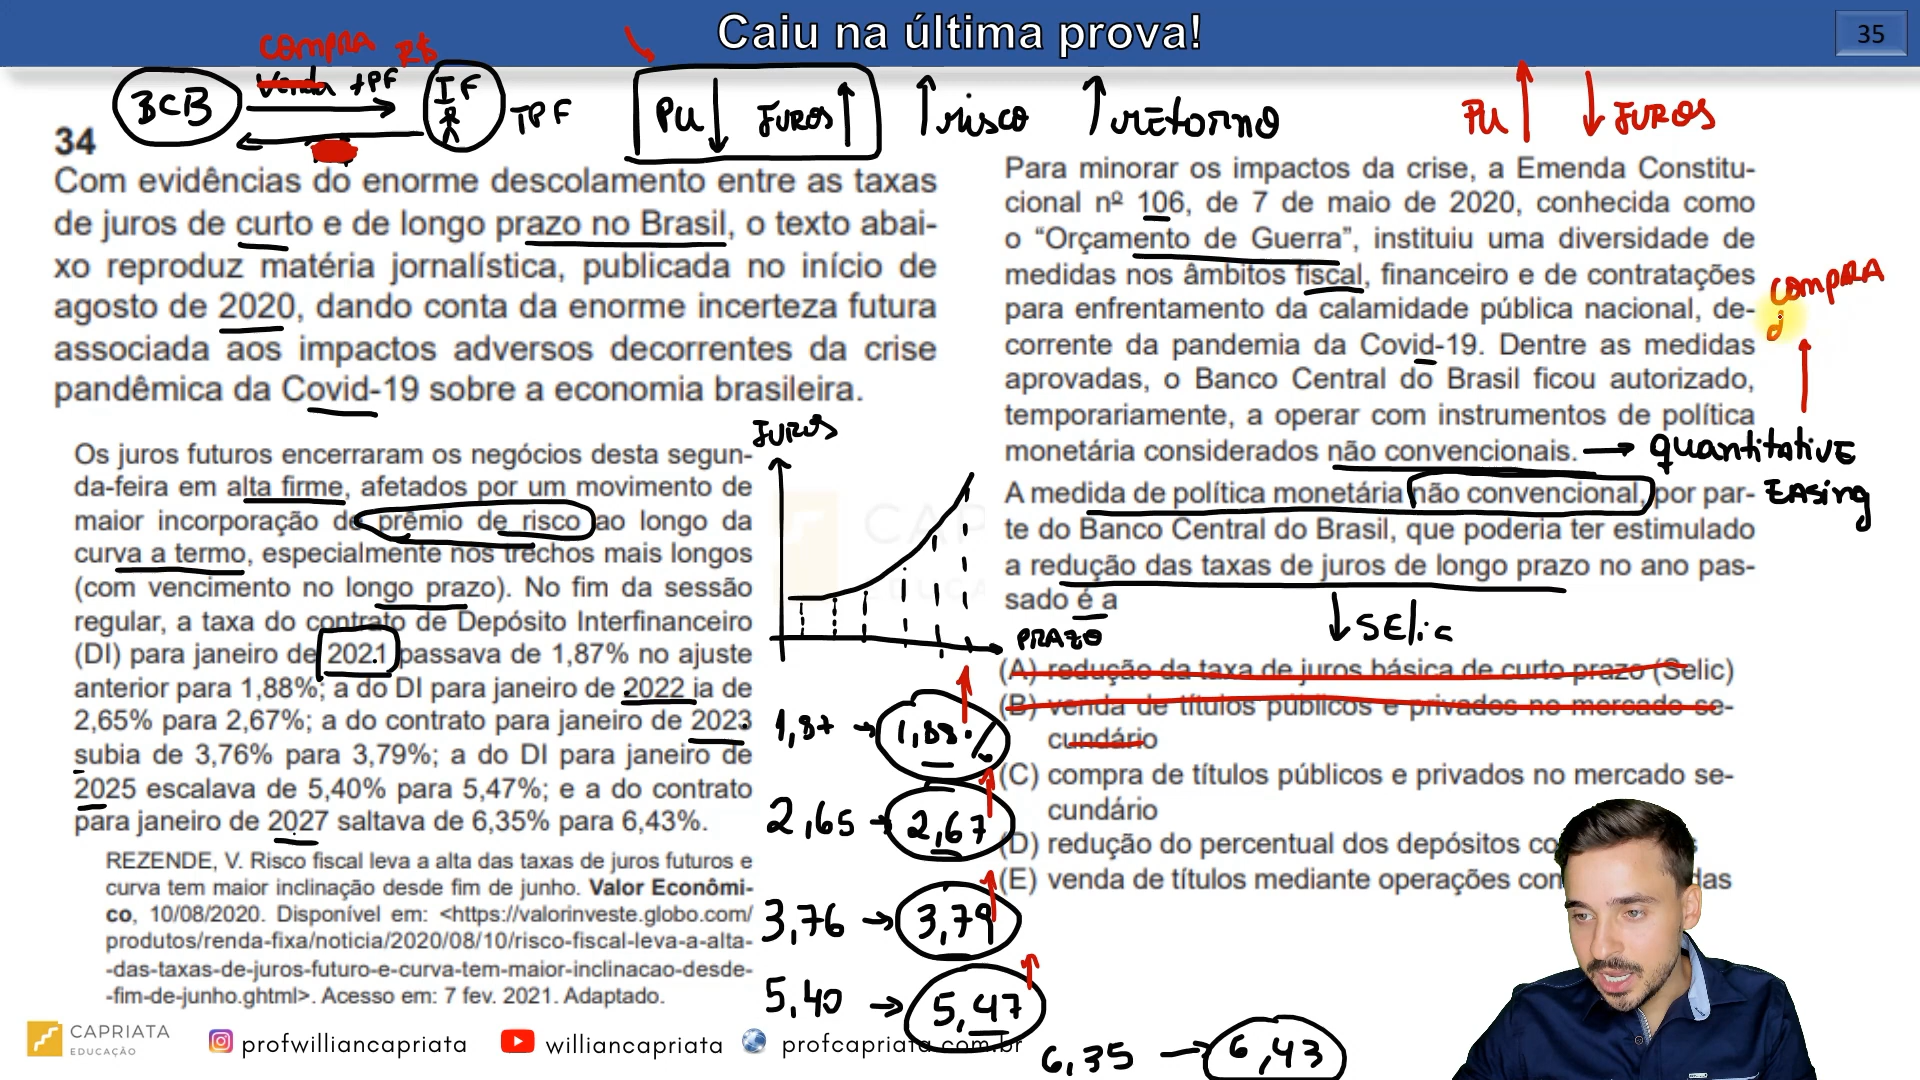 Caiu na última prova!
35
COMPRA R$
BCB
Venda TPF
IF
TPF
PU ↓ JUROS ↑
↑ risco ↑ retorno
PU ↑ ↓ JUROS
34
Com evidências do enorme descolamento entre as taxas
de juros de curto e de longo prazo no Brasil, o texto abai-
xo reproduz matéria jornalística, publicada no início de
agosto de 2020, dando conta da enorme incerteza futura
associada aos impactos adversos decorrentes da crise
pandêmica da Covid-19 sobre a economia brasileira.
Os juros futuros encerraram os negócios desta segun-
da-feira em alta firme, afetados por um movimento de
maior incorporação de prêmio de risco ao longo da
curva a termo, especialmente nos trechos mais longos
(com vencimento no longo prazo). No fim da sessão
regular, a taxa do contrato de Depósito Interfinanceiro
(DI) para janeiro de 2021 passava de 1,87% no ajuste
anterior para 1,88%; a do DI para janeiro de 2022 ia de
2,65% para 2,67%; a do contrato para janeiro de 2023
subia de 3,76% para 3,79%; a do DI para janeiro de
2025 escalava de 5,40% para 5,47%; e a do contrato
para janeiro de 2027 saltava de 6,35% para 6,43%.
REZENDE, V. Risco fiscal leva a alta das taxas de juros futuros e
curva tem maior inclinação desde fim de junho. Valor Econômi-
co, 10/08/2020. Disponível em: <https://valorinveste.globo.com/
produtos/renda-fixa/noticia/2020/08/10/risco-fiscal-leva-a-alta-
-das-taxas-de-juros-futuro-e-curva-tem-maior-inclinacao-desde-
-fim-de-junho.ghtml>. Acesso em: 7 fev. 2021. Adaptado.
JUROS
PRAZO
1,87 → 1,88%
2,65 → 2,67
3,76 → 3,79
5,40 → 5,47
6,35 → 6,43
Para minorar os impactos da crise, a Emenda Constitu-
cional nº 106, de 7 de maio de 2020, conhecida como
o “Orçamento de Guerra”, instituiu uma diversidade de
medidas nos âmbitos fiscal, financeiro e de contratações
para enfrentamento da calamidade pública nacional, de-
corrente da pandemia da Covid-19. Dentre as medidas
aprovadas, o Banco Central do Brasil ficou autorizado,
temporariamente, a operar com instrumentos de política
monetária considerados não convencionais.
COMPRA
d
→ quantitative
EASing
A medida de política monetária não convencional, por par-
te do Banco Central do Brasil, que poderia ter estimulado
a redução das taxas de juros de longo prazo no ano pas-
sado é a
↓ SELic
(A) redução da taxa de juros básica de curto prazo (Selic)
(B) venda de títulos públicos e privados no mercado se-
cundário
(C) compra de títulos públicos e privados no mercado se-
cundário
(D) redução do percentual dos depósitos
(E) venda de títulos mediante operações
CAPRIATA
EDUCAÇÃO
profwilliancapriata
williancapriata
profcapriata.com.br